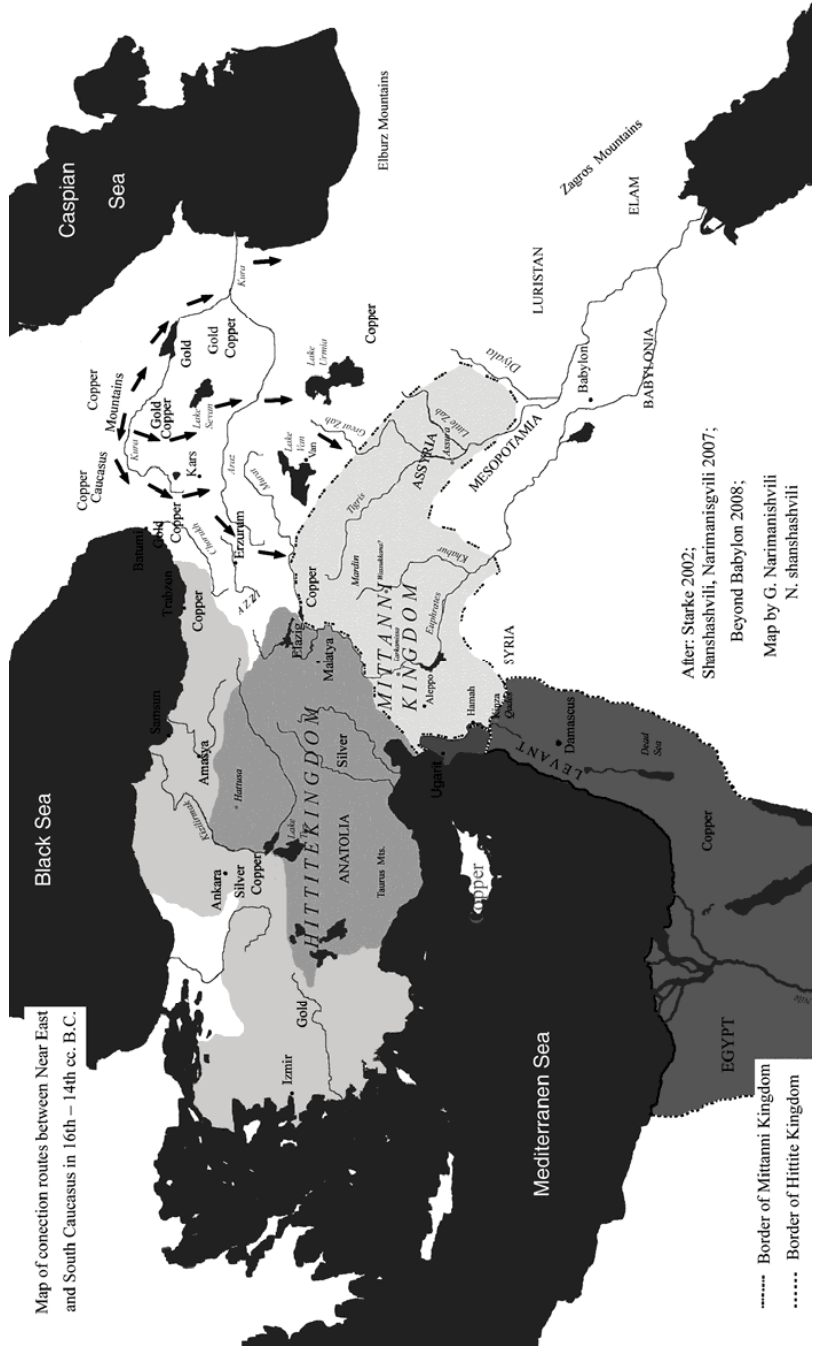 Map of conection routes between Near East
and South Caucasus in 16th – 14th cc. B.C.
Black Sea
Caspian
Sea
Elburz Mountains
Zagros Mountains
ELAM
LURISTAN
Copper
Caucasus
Copper
Mountains
Kura
Gold
Copper
Gold
Gold
Copper
Kura
Lake
Sevan
Lake
Urmia
Copper
Kars
Araz
Murat
Lake
Van
Van
Great Zab
Little Zab
Diyala
Batumi
Gold
Copper
Chorokh
Erzurum
AZZI
Trabzon
Copper
Samsun
Amasya
Kizilirmak
Hattusa
Ankara
Silver
Copper
Lake
HITTITE KINGDOM
ANATOLIA
Silver
Taurus Mts.
Elazig
Malatya
Copper
Gold
Izmir
MITTANNI
KINGDOM
Mardin
Tigris
ASSYRIA
Assura
MESOPOTAMIA
Khabur
Euphrates
Aleppo
Hamah
SYRIA
Babylon
BABYLONIA
Ugarit
LEVANT
Damascus
Dead
Sea
Copper
Copper
Mediterranen Sea
EGYPT
Nile
After: Starke 2002;
Shanshashvili, Narimanisgvili 2007;
Beyond Babylon 2008;
Map by G. Narimanishvili
N. shanshashvili
Border of Mittanni Kingdom
Border of Hittite Kingdom